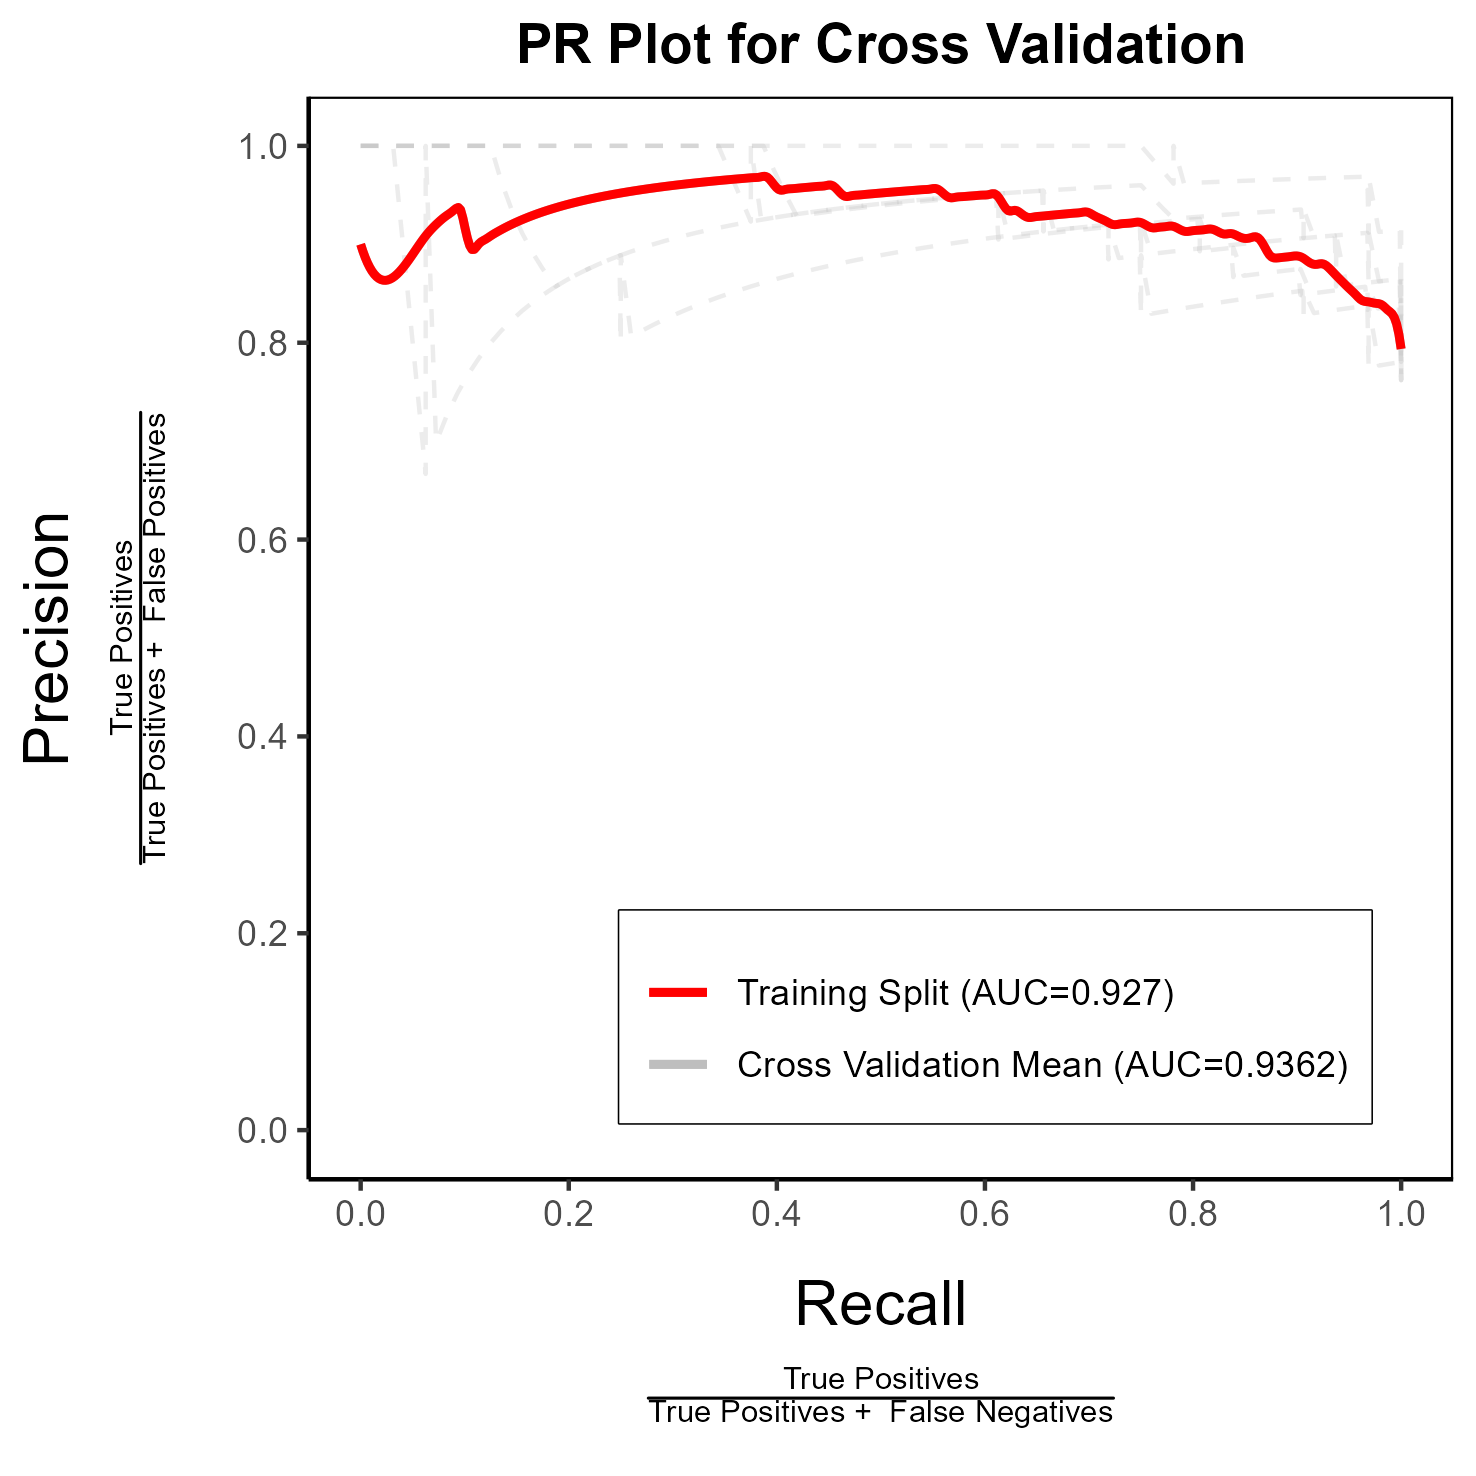 PR Plot for Cross Validation
Precision
True Positives
True Positives + False Positives
1.0
0.8
0.6
0.4
0.2
0.0
Training Split (AUC=0.927)
Cross Validation Mean (AUC=0.9362)
0.0 0.2 0.4 0.6 0.8 1.0
Recall
True Positives
True Positives + False Negatives